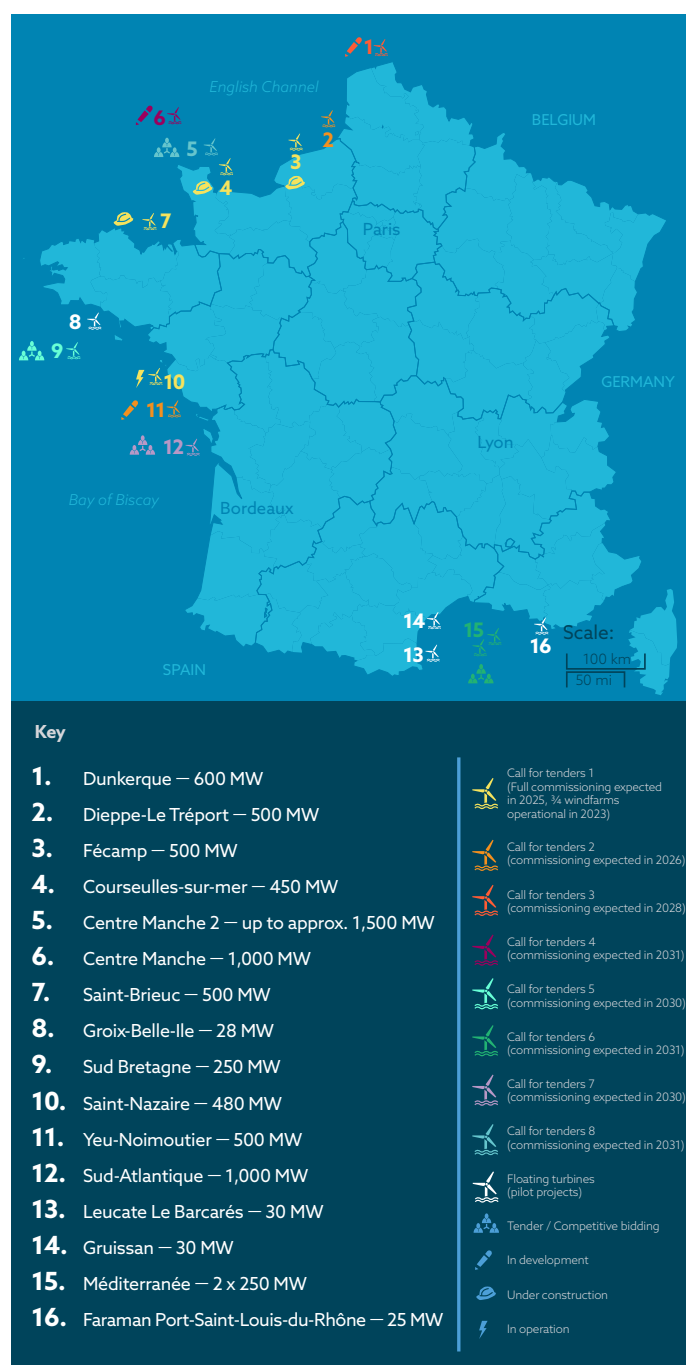 1
English Channel
6
2
BELGIUM
5
3
4
7
Paris
8
9
10
GERMANY
11
12
Lyon
Bay of Biscay
Bordeaux
14
15
16
Scale:
13
100 km
50 mi
SPAIN
Key
1. Dunkerque — 600 MW
2. Dieppe-Le Tréport — 500 MW
3. Fécamp — 500 MW
4. Courseulles-sur-mer — 450 MW
5. Centre Manche 2 — up to approx. 1,500 MW
6. Centre Manche — 1,000 MW
7. Saint-Brieuc — 500 MW
8. Groix-Belle-Ile — 28 MW
9. Sud Bretagne — 250 MW
10. Saint-Nazaire — 480 MW
11. Yeu-Noimoutier — 500 MW
12. Sud-Atlantique — 1,000 MW
13. Leucate Le Barcarés — 30 MW
14. Gruissan — 30 MW
15. Méditerranée — 2 x 250 MW
16. Faraman Port-Saint-Louis-du-Rhône — 25 MW
Call for tenders 1
(Full commissioning expected
in 2025, ¾ windfarms
operational in 2023)
Call for tenders 2
(commissioning expected in 2026)
Call for tenders 3
(commissioning expected in 2028)
Call for tenders 4
(commissioning expected in 2031)
Call for tenders 5
(commissioning expected in 2030)
Call for tenders 6
(commissioning expected in 2031)
Call for tenders 7
(commissioning expected in 2030)
Call for tenders 8
(commissioning expected in 2031)
Floating turbines
(pilot projects)
Tender / Competitive bidding
In development
Under construction
In operation